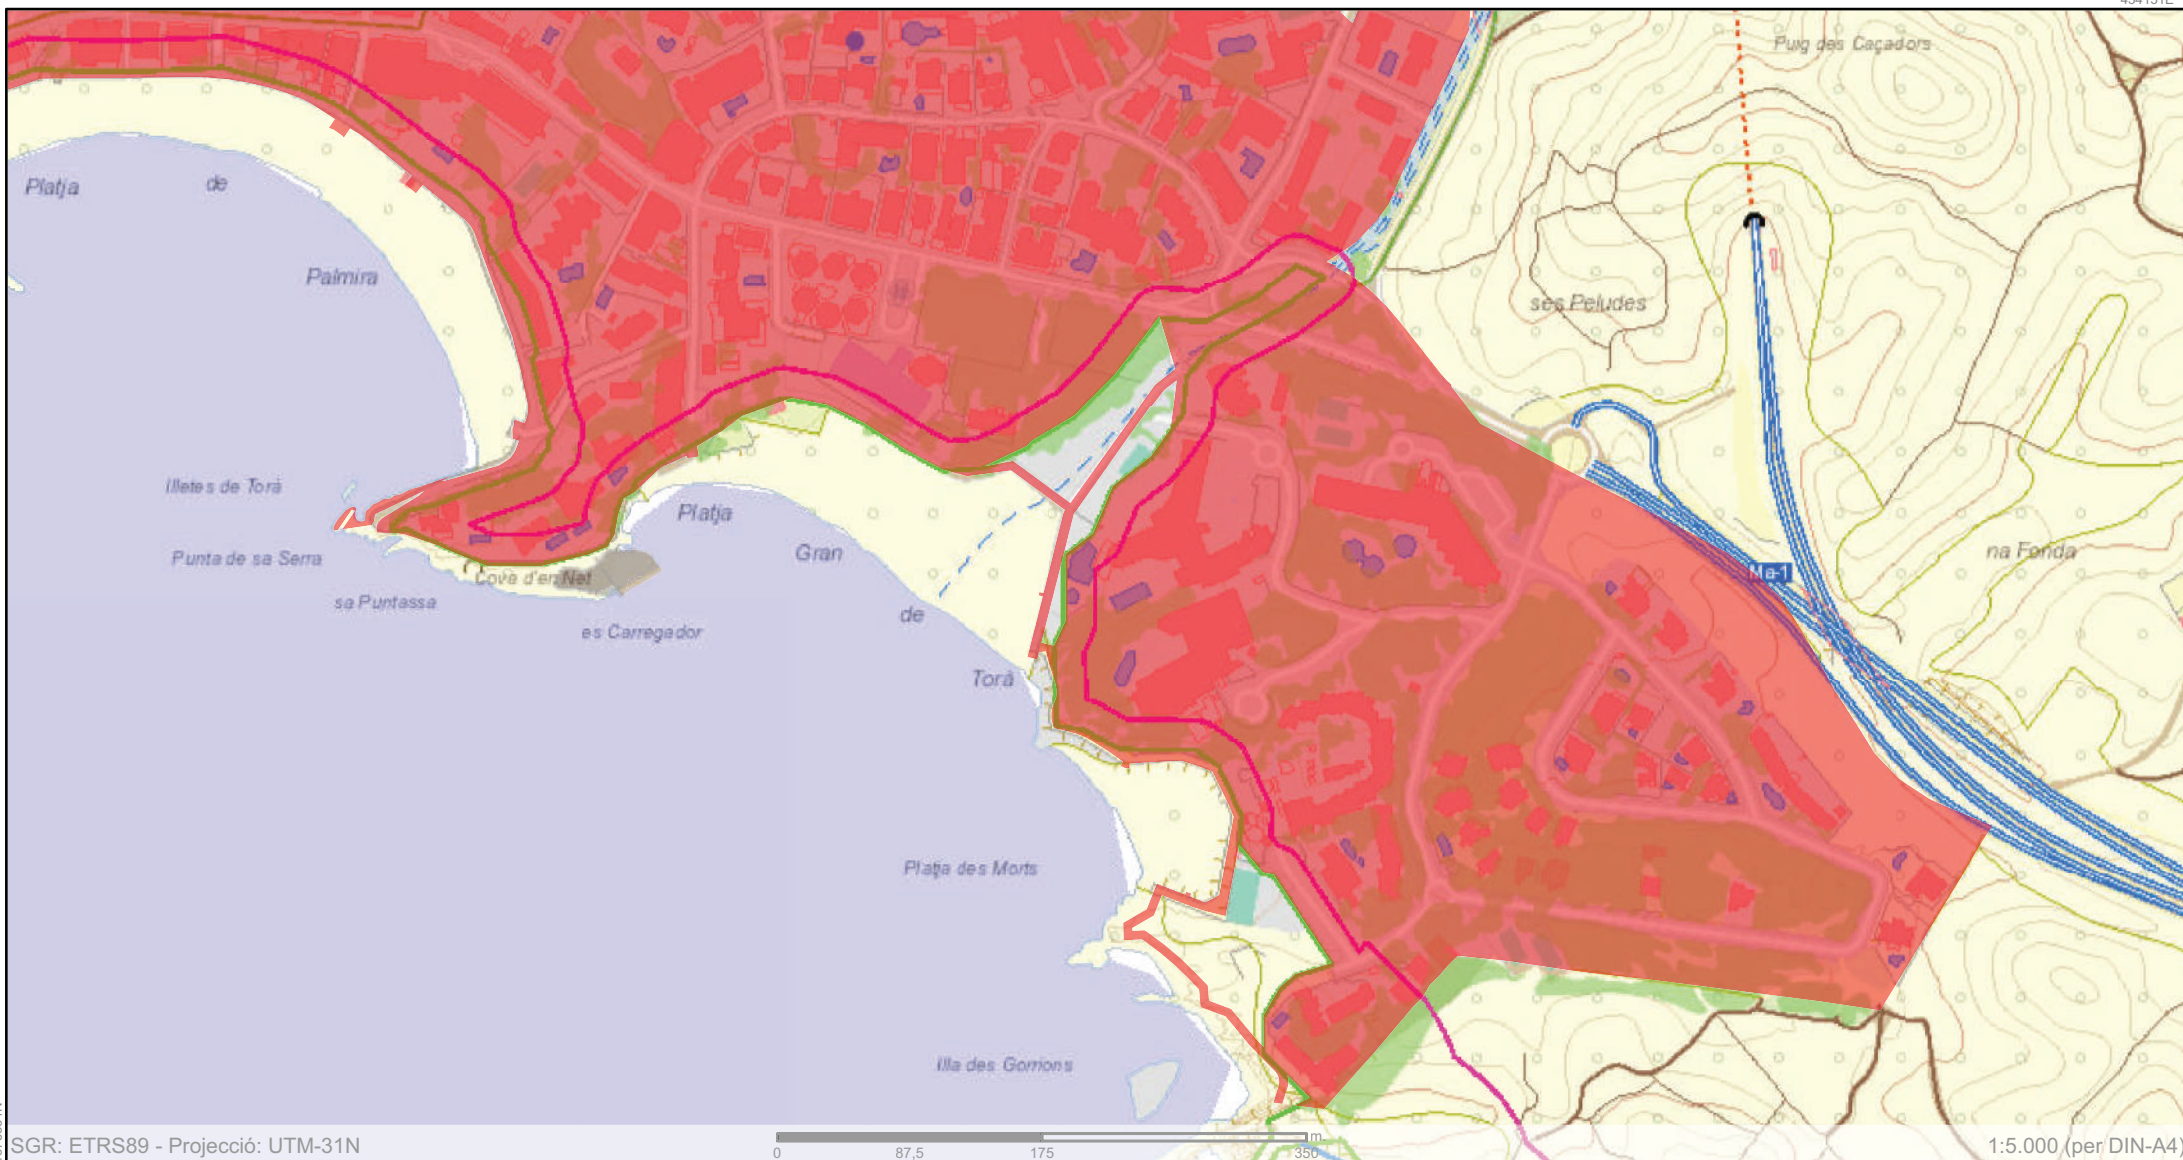 Puig des Caçadors
Platja
de
Palmira
ses Peludes
Illetes de Torà
Platja
Gran
na Fonda
Punta de sa Serra
Ma-1
Cova d'en Net
sa Puntassa
es Carregador
de
Torà
Platja des Morts
Illa des Gorrions
SGR: ETRS89 - Projecció: UTM-31N
m
0 87,5 175 350
1:5.000 (per DIN-A4)